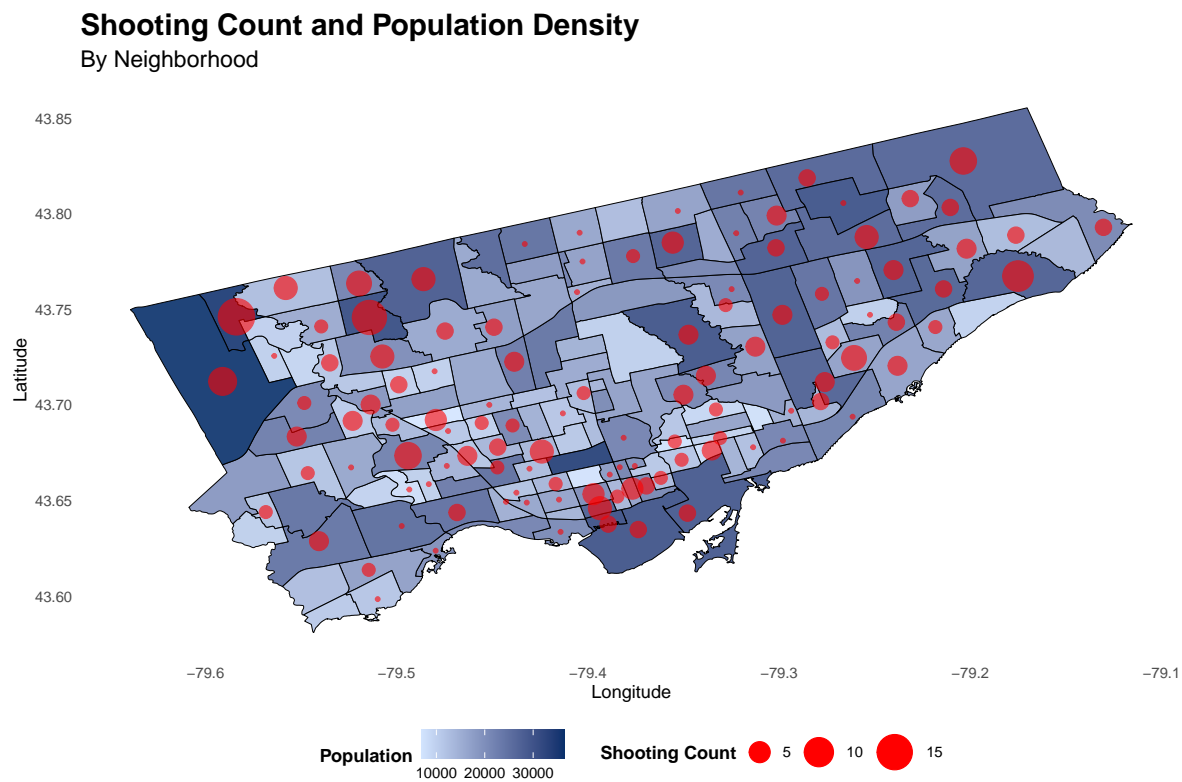 Shooting Count and Population Density
By Neighborhood
43.85
43.80
43.75
43.70
43.65
43.60
Latitude
−79.6 −79.5 −79.4 −79.3 −79.2 −79.1
Longitude
Population 10000 20000 30000 Shooting Count 5 10 15